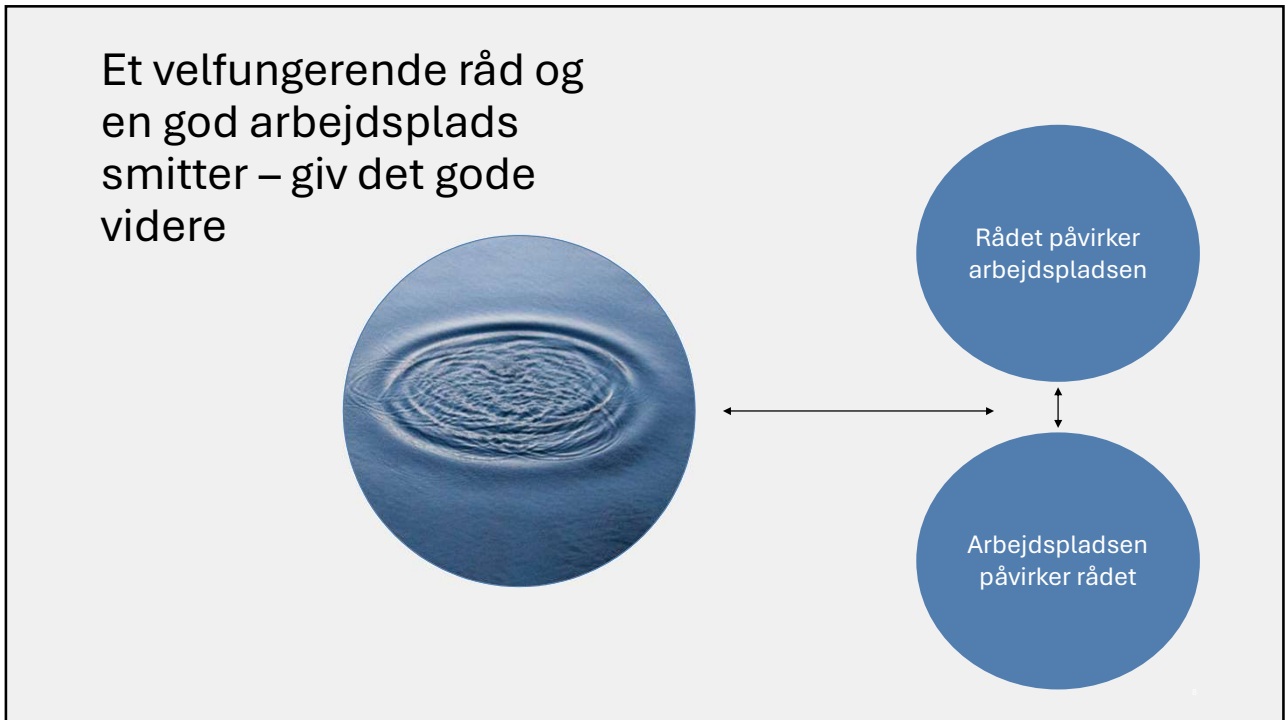 Et velfungerende råd og
en god arbejdsplads
smitter – giv det gode
videre
Rådet påvirker
arbejdspladsen
Arbejdspladsen
påvirker rådet